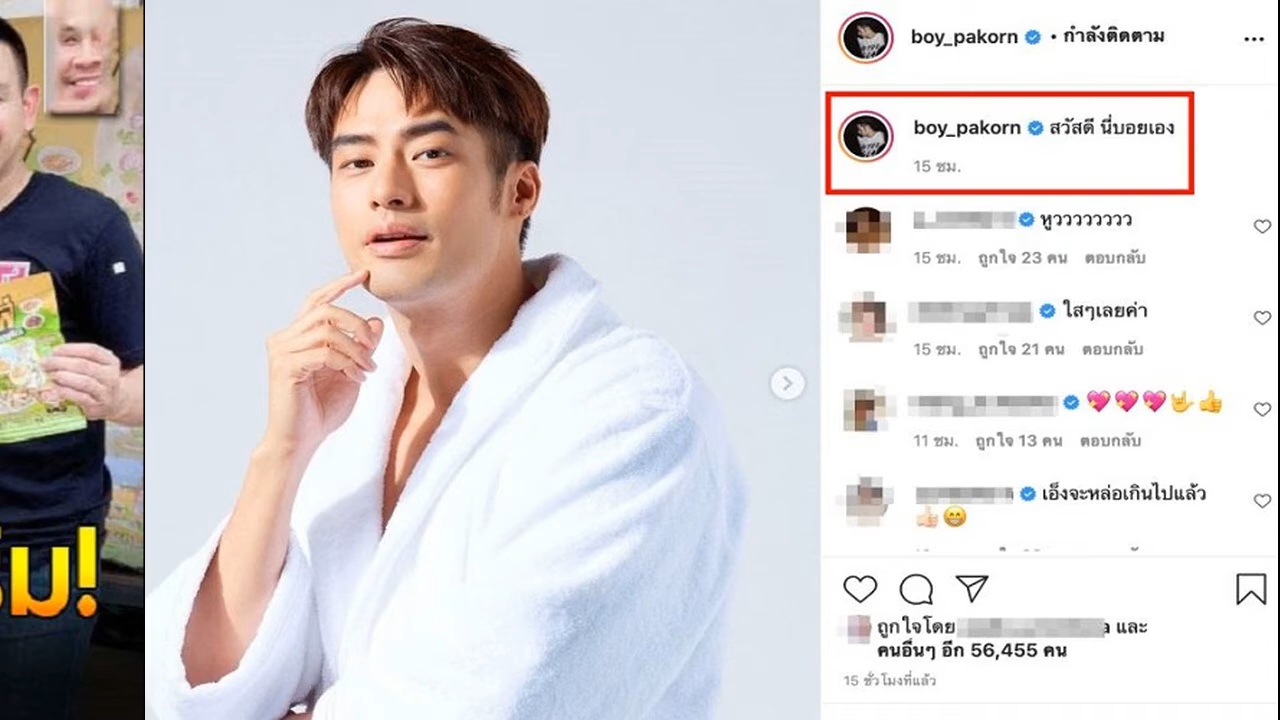 boy_pakorn • กำลังติดตาม
boy_pakorn สวัสดี นี่บอยเอง
15 ชม.
หูวววววววว
15 ชม. ถูกใจ 23 คน ตอบกลับ
ใสๆเลยค่า
15 ชม. ถูกใจ 21 คน ตอบกลับ
💖💖💖🤟👍
11 ชม. ถูกใจ 13 คน ตอบกลับ
เอ็งจะหล่อเกินไปแล้ว
👍🏻😁
ถูกใจโดย และ
คนอื่นๆ อีก 56,455 คน
15 ชั่วโมงที่แล้ว
ม!